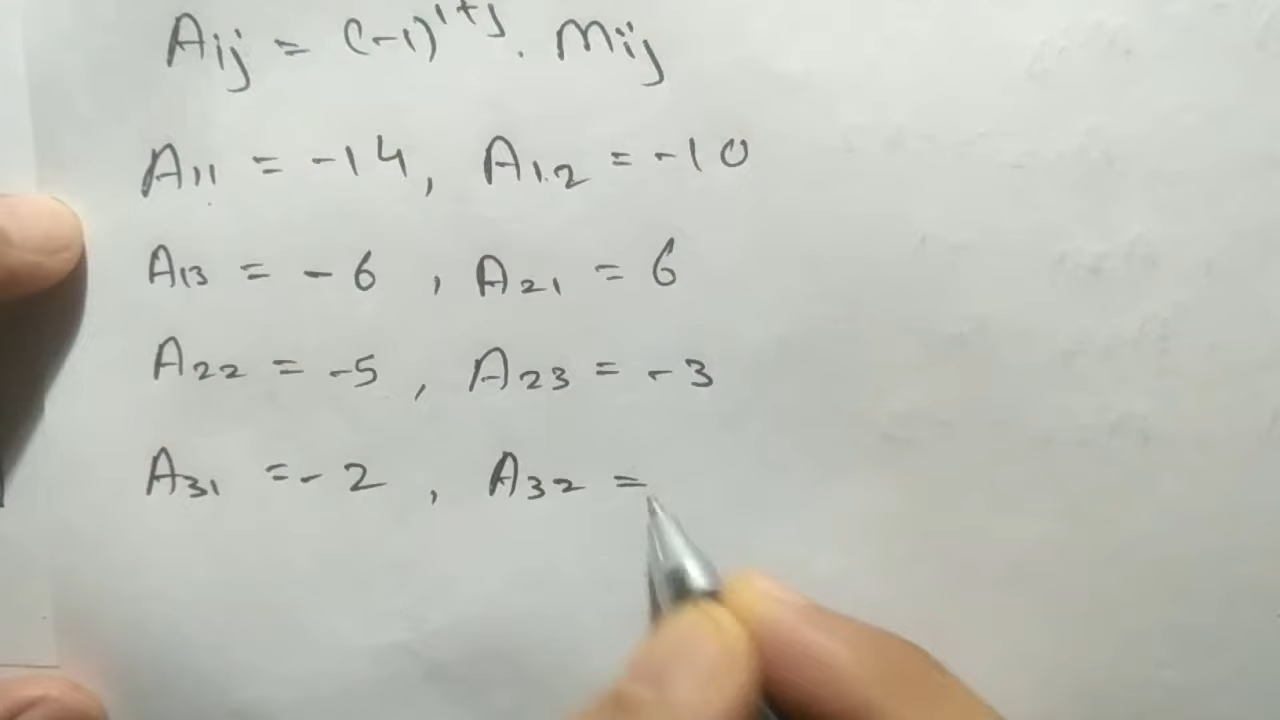 Aij = (-1)^i+j . Mij
A11 = -14, A12 = -10
A13 = -6, A21 = 6
A22 = -5, A23 = -3
A31 = -2, A32 =